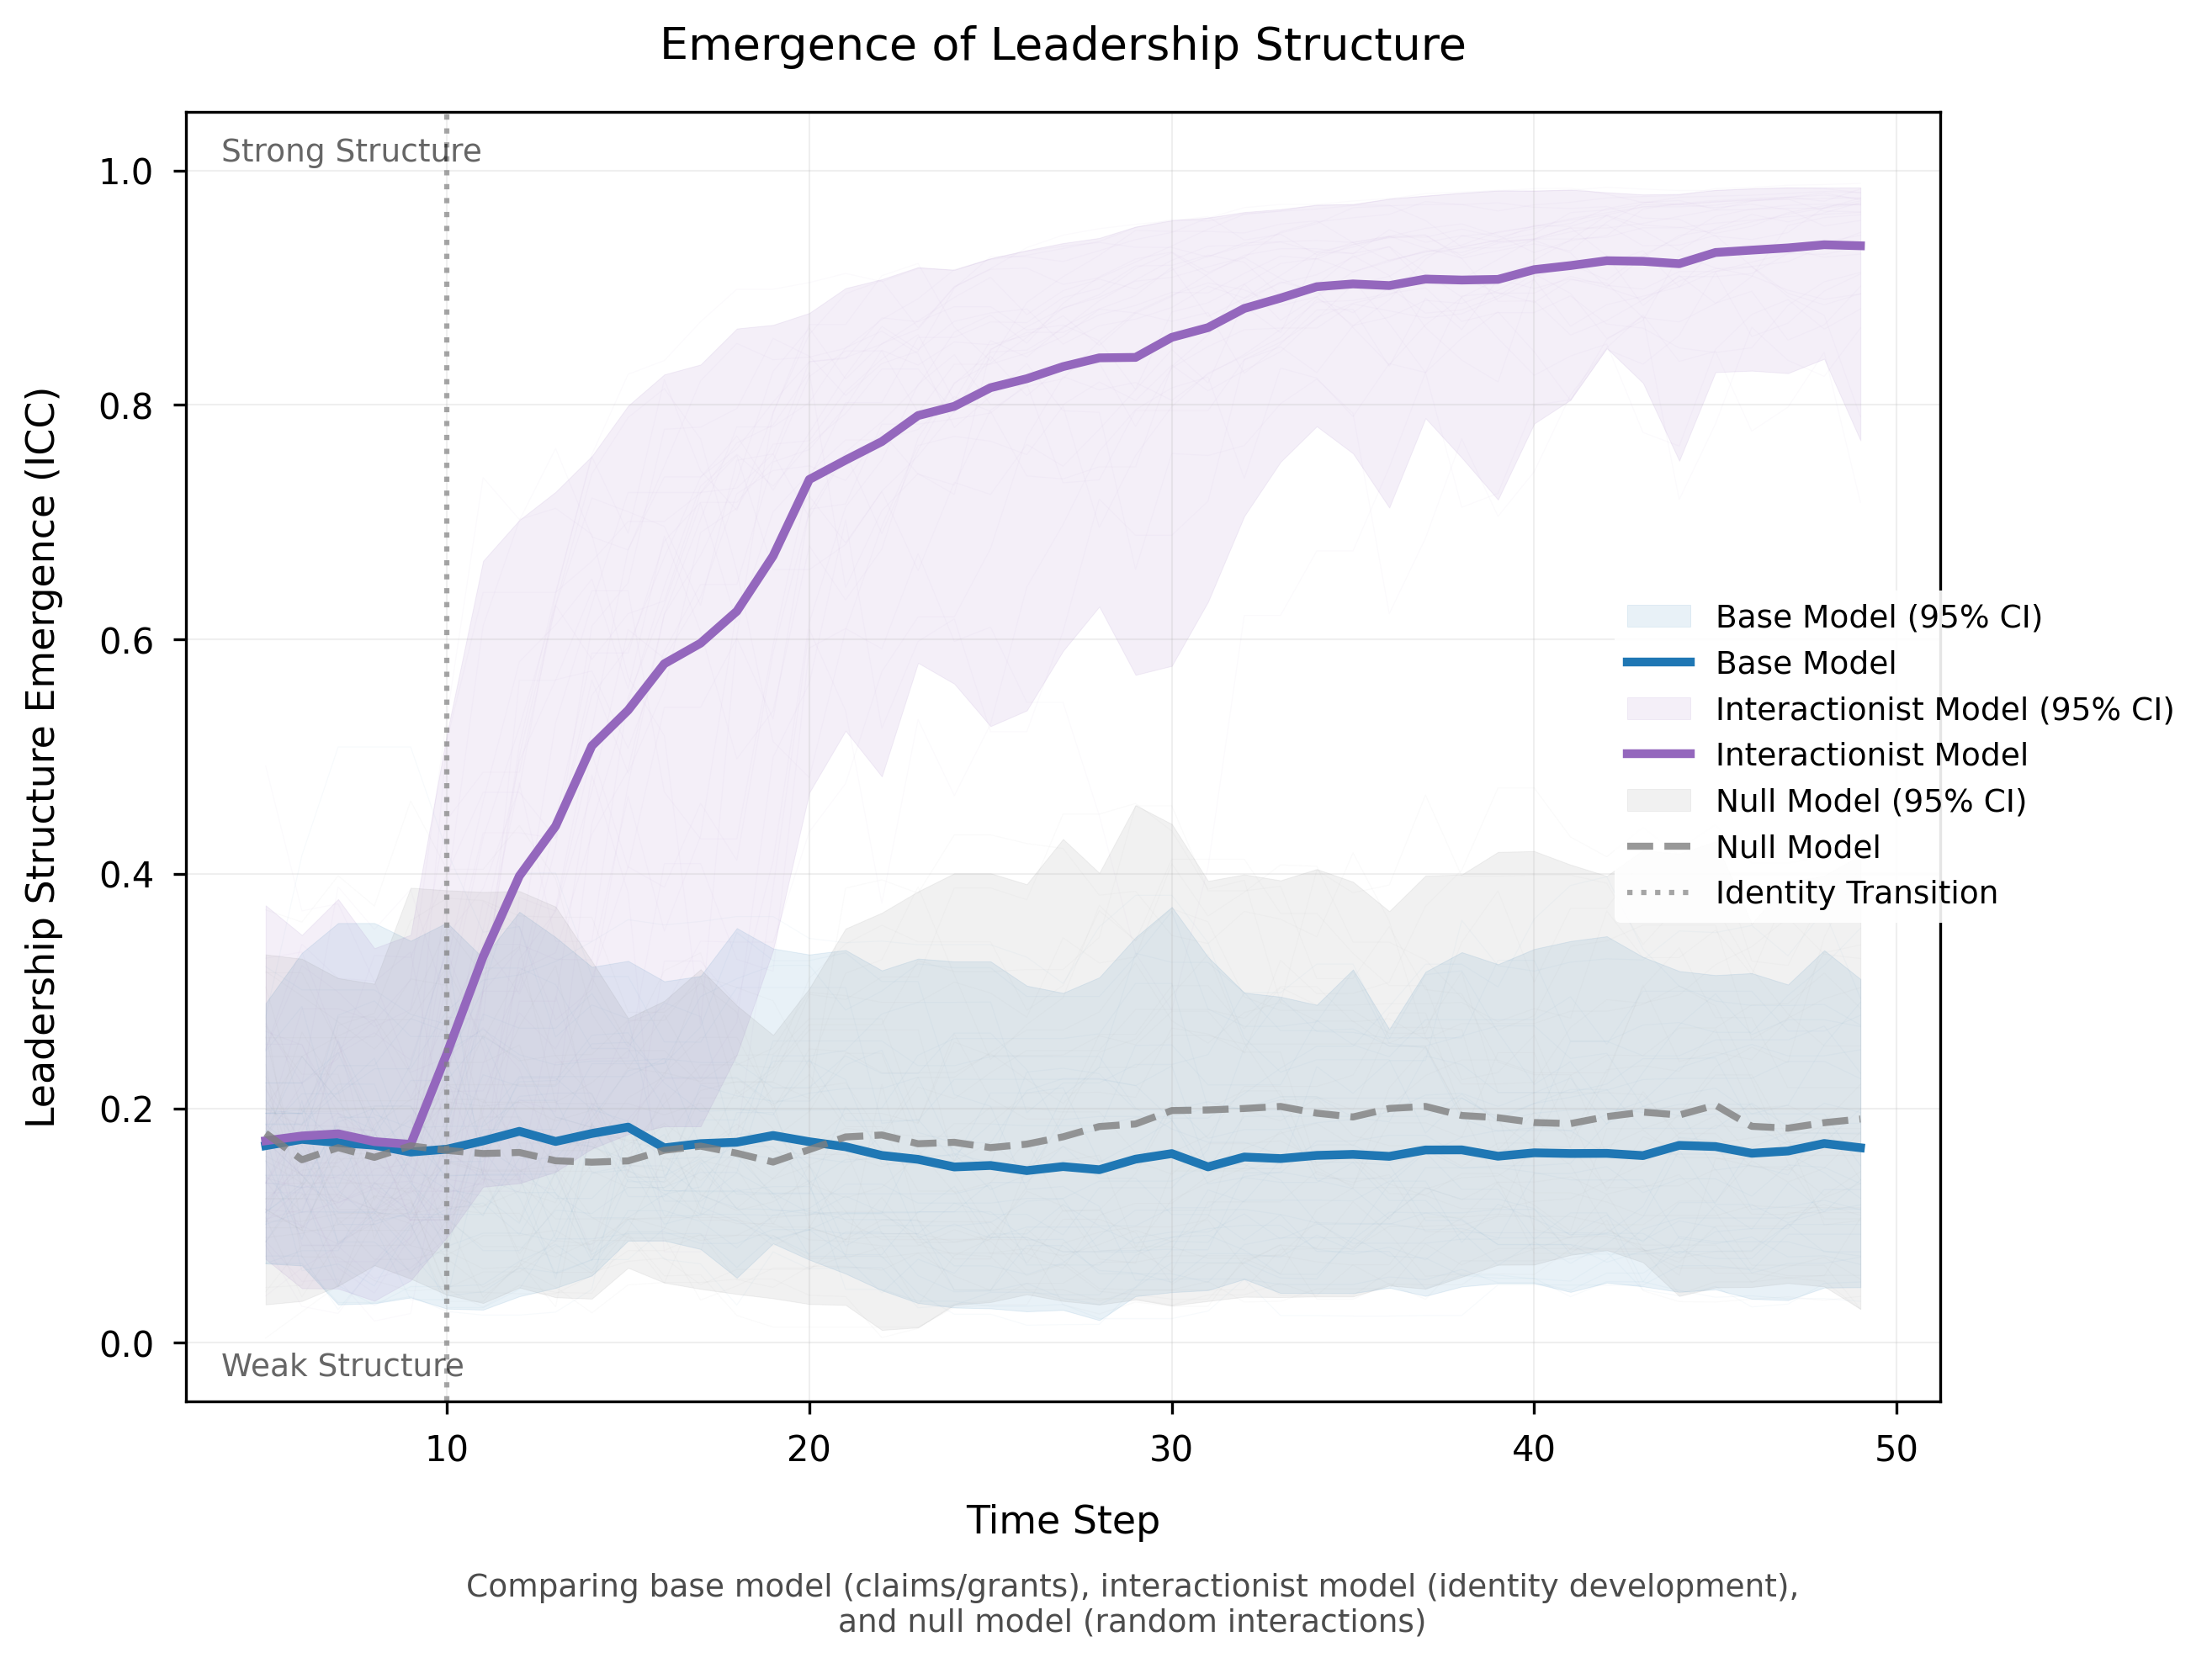 Emergence of Leadership Structure
Strong Structure
1.0
0.8
0.6
0.4
0.2
0.0
Leadership Structure Emergence (ICC)
Base Model (95% CI)
Base Model
Interactionist Model (95% CI)
Interactionist Model
Null Model (95% CI)
Null Model
Identity Transition
Weak Structure
10 20 30 40 50
Time Step
Comparing base model (claims/grants), interactionist model (identity development),
and null model (random interactions)